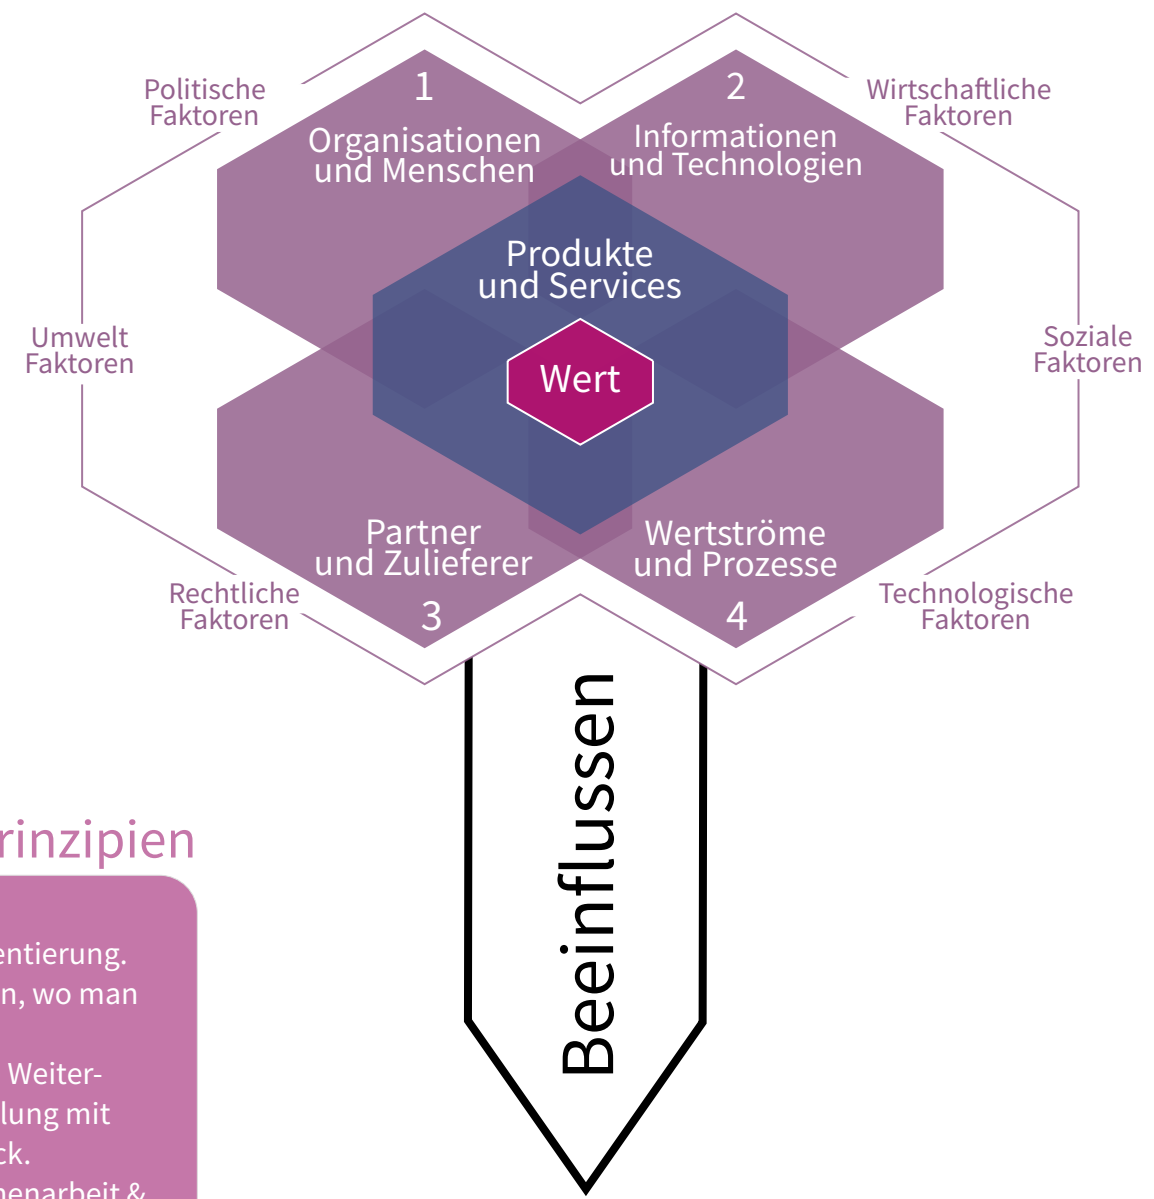 Politische
Faktoren
1
Organisationen
und Menschen
2
Informationen
und Technologien
Wirtschaftliche
Faktoren
Produkte
und Services
Umwelt
Faktoren
Wert
Soziale
Faktoren
Partner
und Zulieferer
3
Wertströme
und Prozesse
4
Rechtliche
Faktoren
Technologische
Faktoren
Beeinflussen
rinzipien
entierung.
n, wo man
Weiter-
lung mit
ck.
nenarbeit &